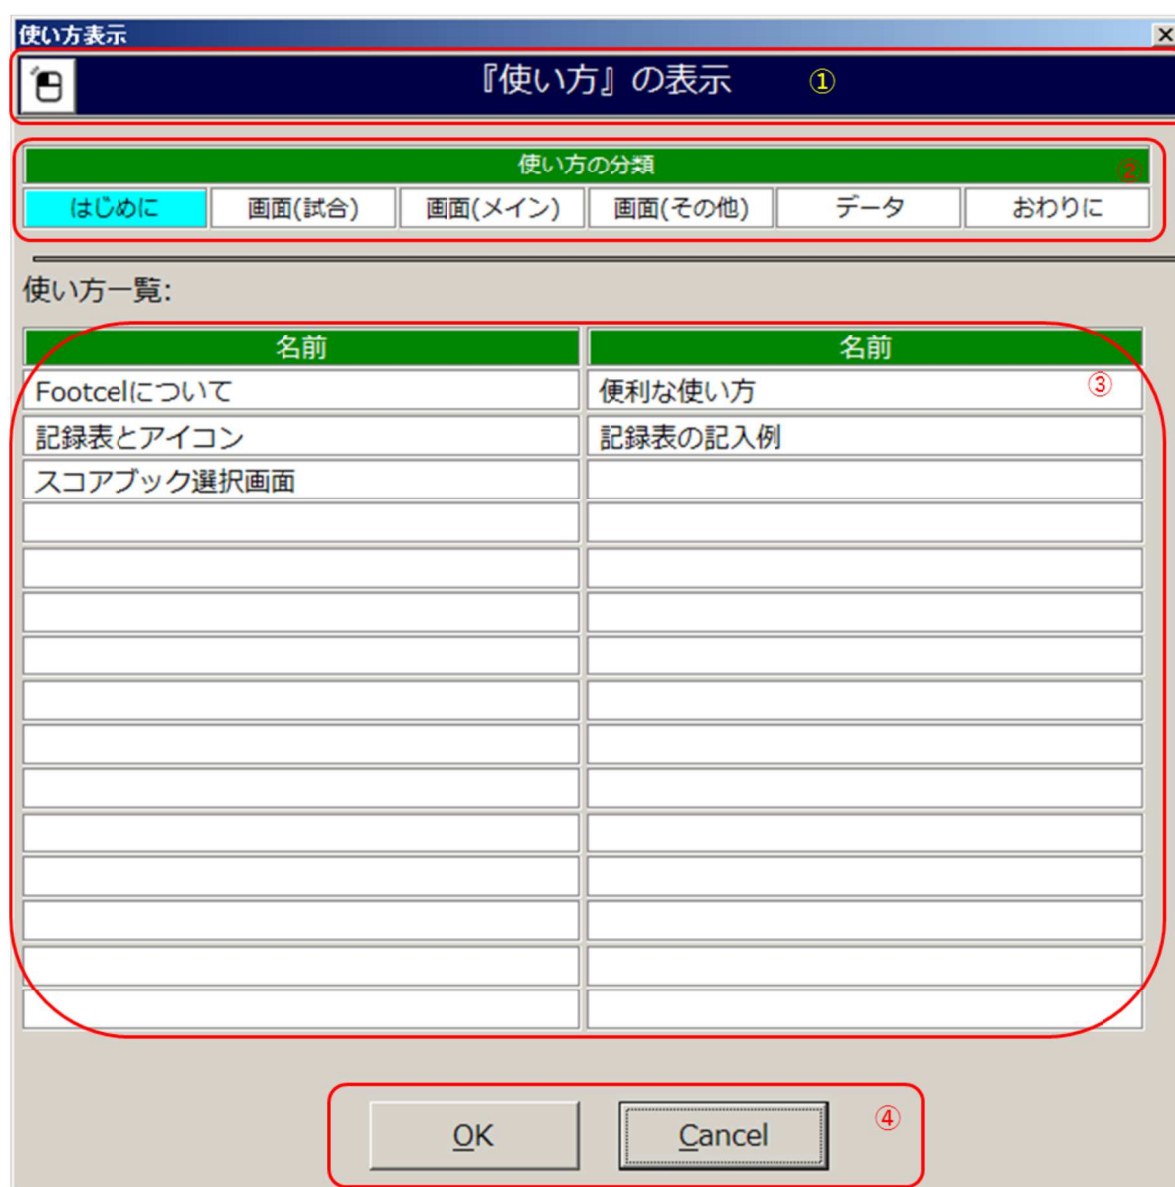 使い方表示
『使い方』の表示 ①
使い方の分類 ②
はじめに 画面(試合) 画面(メイン) 画面(その他) データ おわりに
使い方一覧:
名前 名前
Footcelについて 便利な使い方 ③
記録表とアイコン 記録表の記入例
スコアブック選択画面
OK Cancel ④